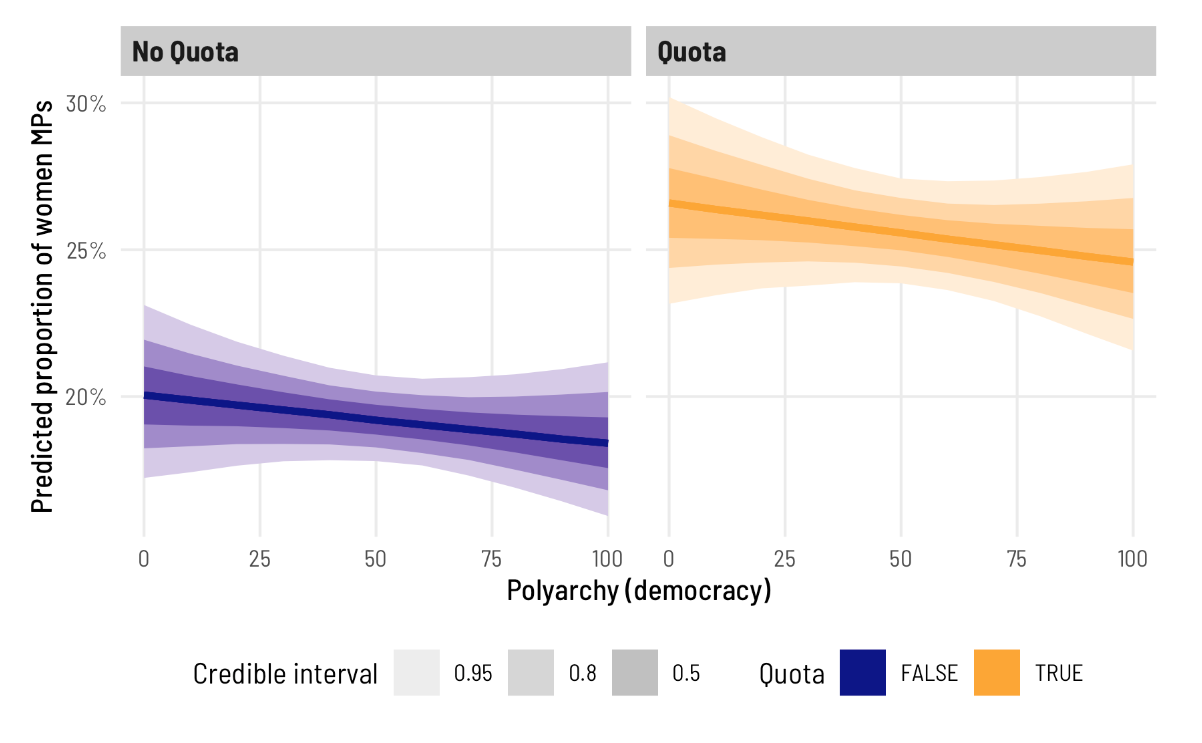 No Quota
Quota
Predicted proportion of women MPs
30%
25%
20%
0 25 50 75 100
0 25 50 75 100
Polyarchy (democracy)
Credible interval 0.95 0.8 0.5 Quota FALSE TRUE